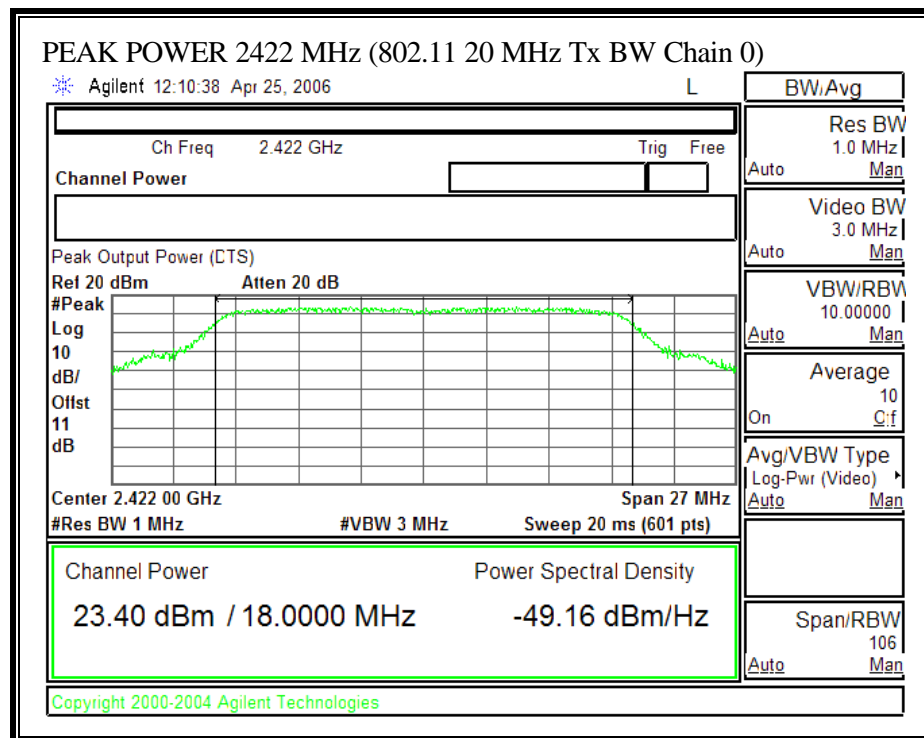 PEAK POWER 2422 MHz (802.11 20 MHz Tx BW Chain 0)
Agilent 12:10:38 Apr 25, 2006 L
BW/Avg
Ch Freq 2.422 GHz Trig Free
Channel Power
Peak Output Power (DTS)
Ref 20 dBm Atten 20 dB
#Peak
Log
10
dB/
Offst
11
dB
Center 2.422 00 GHz Span 27 MHz
#Res BW 1 MHz #VBW 3 MHz Sweep 20 ms (601 pts)
Channel Power Power Spectral Density
23.40 dBm / 18.0000 MHz -49.16 dBm/Hz
Copyright 2000-2004 Agilent Technologies
Res BW
1.0 MHz
Auto Man
Video BW
3.0 MHz
Auto Man
VBW/RBW
10.00000
Auto Man
Average
10
On Off
Avg/VBW Type
Log-Pwr (Video)
Auto Man
Span/RBW
106
Auto Man